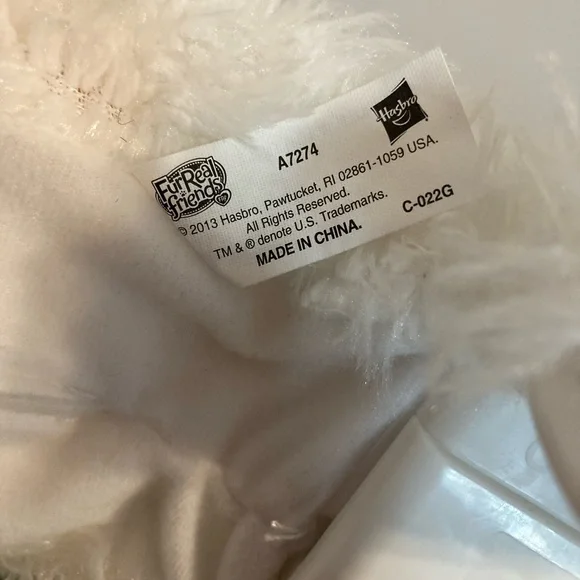 Hasbro
A7274
FurReal
friends
© 2013 Hasbro, Pawtucket, RI 02861-1059 USA.
All Rights Reserved.
TM & ® denote U.S. Trademarks.
C-022G
MADE IN CHINA.